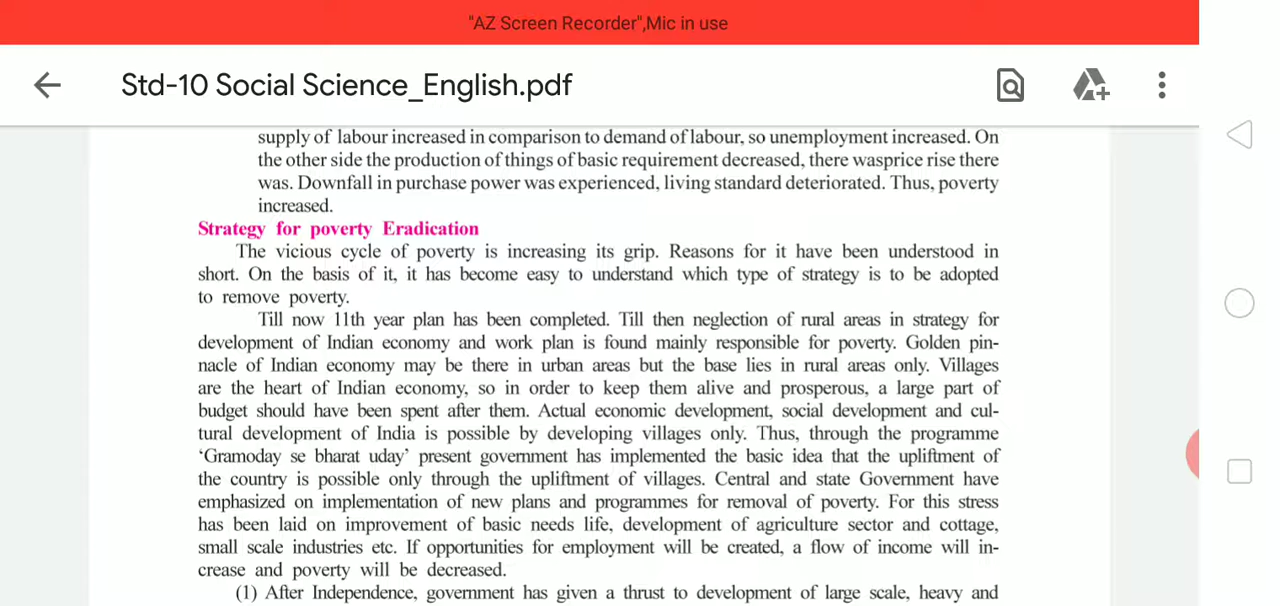 "AZ Screen Recorder",Mic in use
Std-10 Social Science_English.pdf
supply of labour increased in comparison to demand of labour, so unemployment increased. On
the other side the production of things of basic requirement decreased, there wasprice rise there
was. Downfall in purchase power was experienced, living standard deteriorated. Thus, poverty
increased.
Strategy for poverty Eradication
The vicious cycle of poverty is increasing its grip. Reasons for it have been understood in
short. On the basis of it, it has become easy to understand which type of strategy is to be adopted
to remove poverty.
Till now 11th year plan has been completed. Till then neglection of rural areas in strategy for
development of Indian economy and work plan is found mainly responsible for poverty. Golden pin-
nacle of Indian economy may be there in urban areas but the base lies in rural areas only. Villages
are the heart of Indian economy, so in order to keep them alive and prosperous, a large part of
budget should have been spent after them. Actual economic development, social development and cul-
tural development of India is possible by developing villages only. Thus, through the programme
‘Gramoday se bharat uday’ present government has implemented the basic idea that the upliftment of
the country is possible only through the upliftment of villages. Central and state Government have
emphasized on implementation of new plans and programmes for removal of poverty. For this stress
has been laid on improvement of basic needs life, development of agriculture sector and cottage,
small scale industries etc. If opportunities for employment will be created, a flow of income will in-
crease and poverty will be decreased.
(1) After Independence, government has given a thrust to development of large scale, heavy and